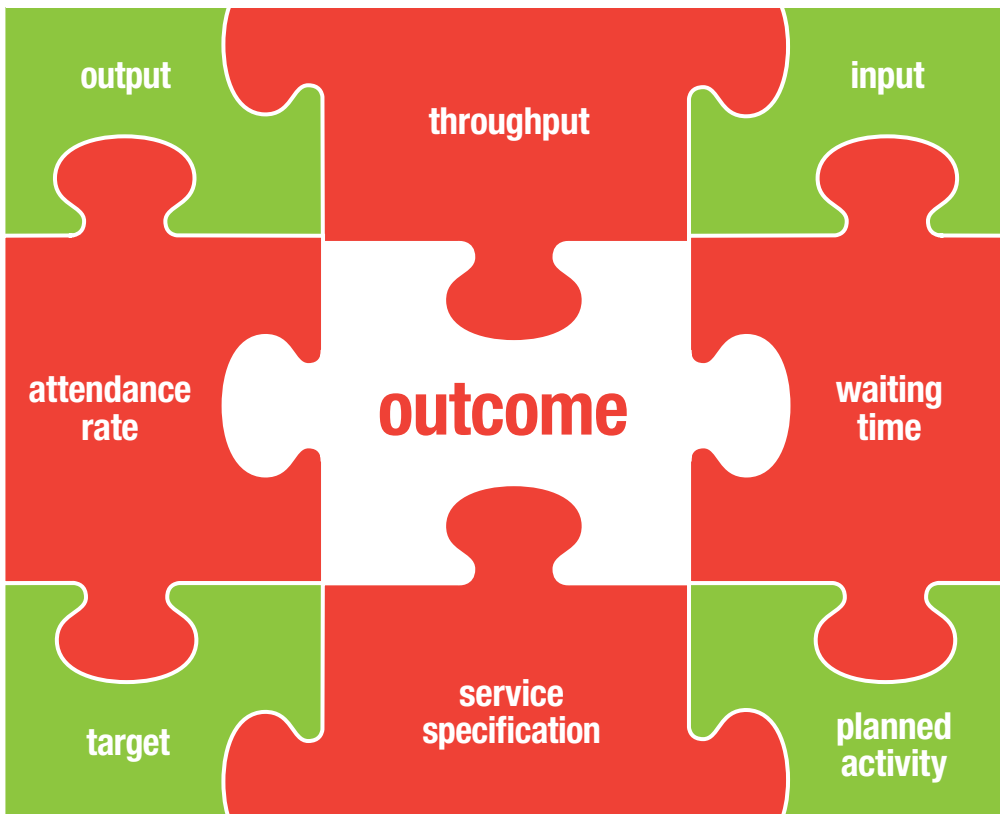 output
throughput
input
attendance
rate
outcome
waiting
time
target
service
specification
planned
activity